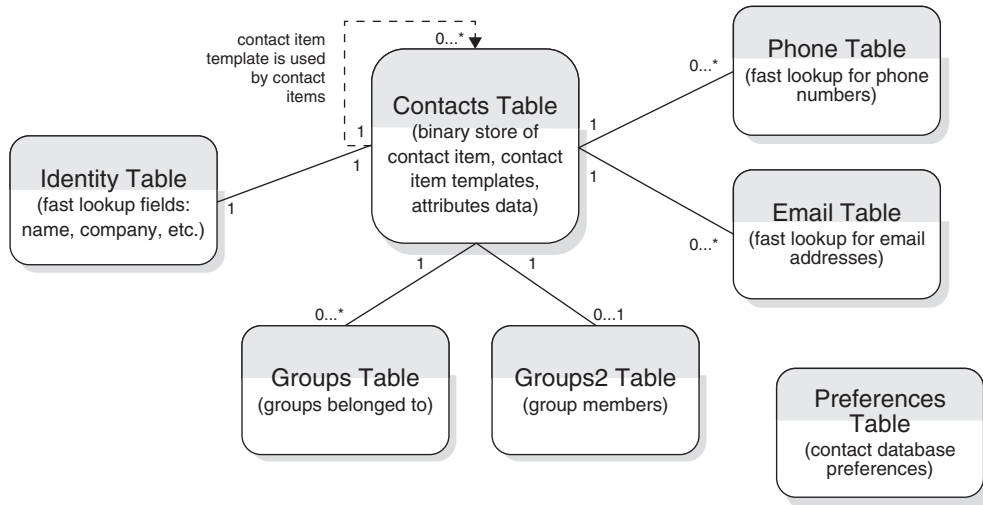 contact item
template is used
by contact
items
0...*
Contacts Table
(binary store of
contact item, contact
item templates,
attributes data)
1
1
1
1
1
1
Identity Table
(fast lookup fields:
name, company, etc.)
1
Phone Table
(fast lookup for phone
numbers)
0...*
Email Table
(fast lookup for email
addresses)
0...*
Groups Table
(groups belonged to)
0...*
Groups2 Table
(group members)
0...1
Preferences
Table
(contact database
preferences)